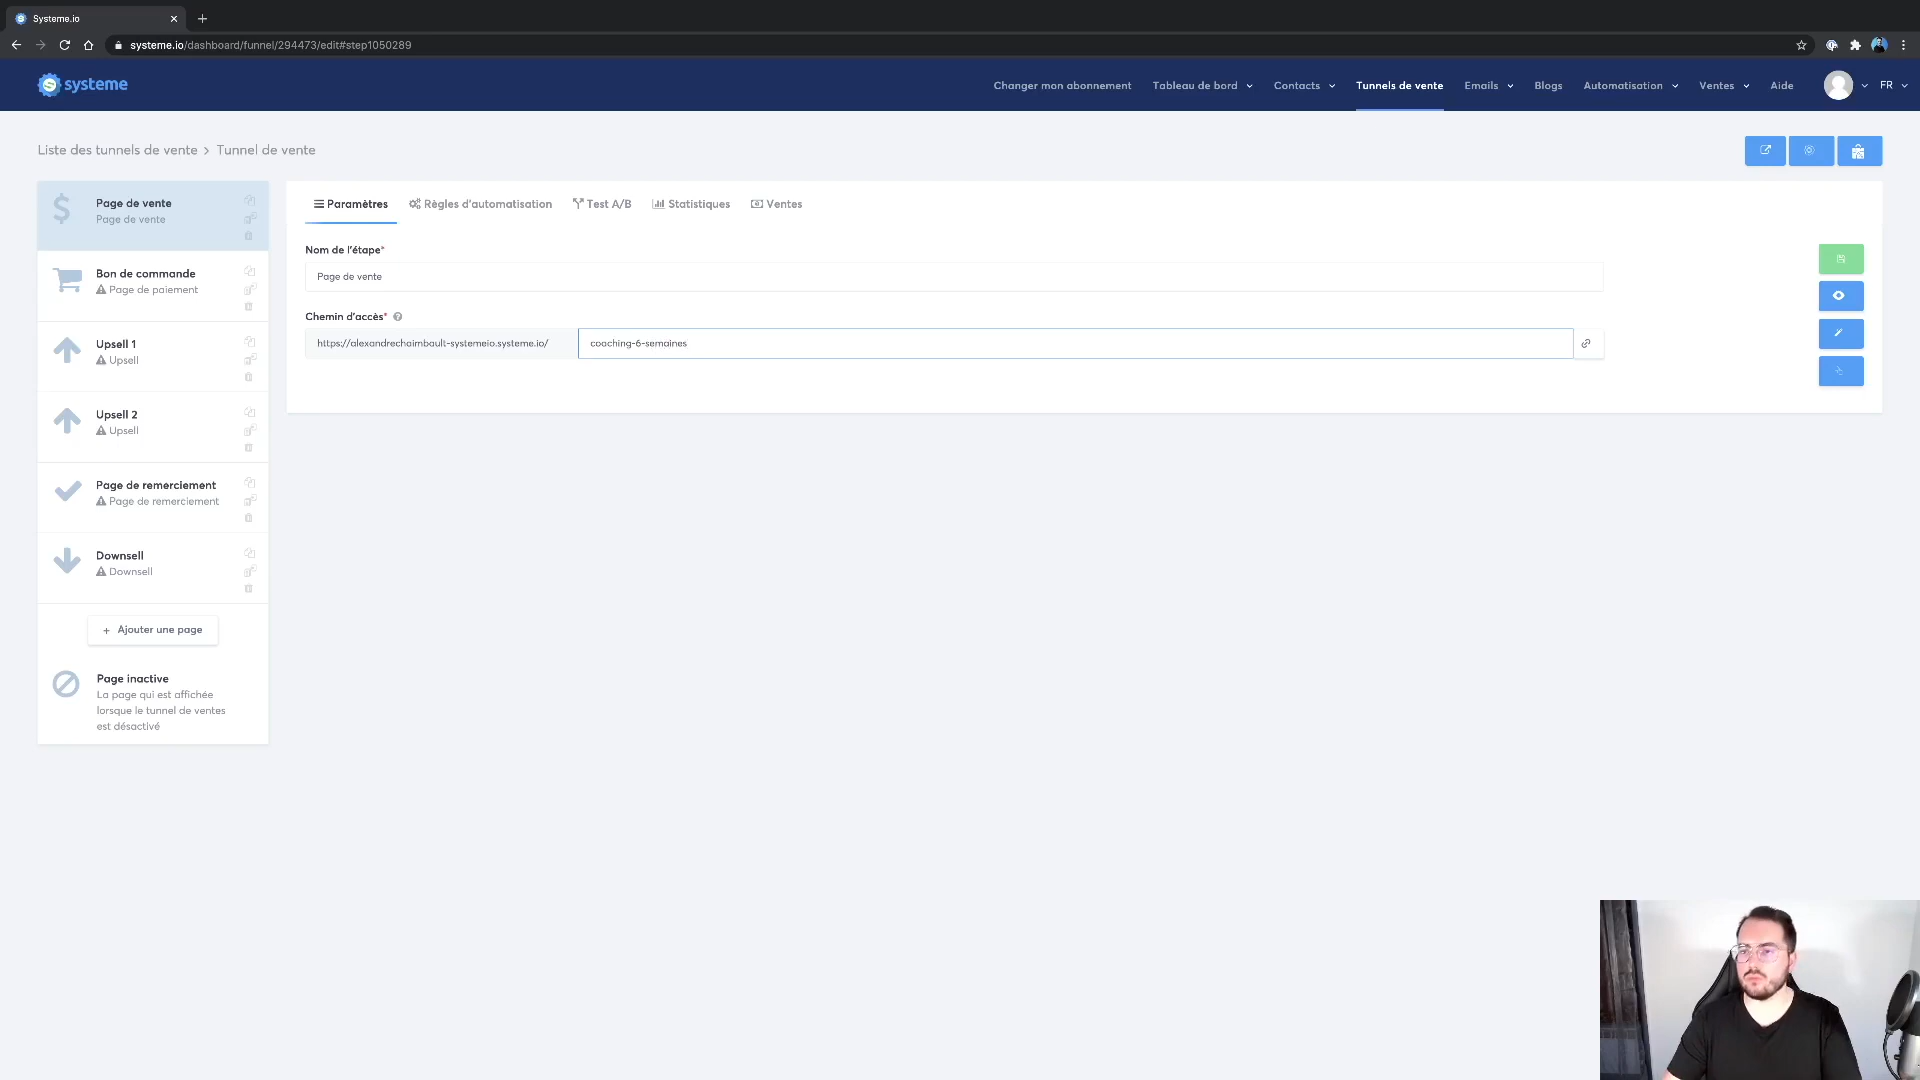 Systeme.io
systeme.io/dashboard/funnel/294473/edit#step1050289
systeme
Changer mon abonnement
Tableau de bord
Contacts
Tunnels de vente
Emails
Blogs
Automatisation
Ventes
Aide
FR
Liste des tunnels de vente > Tunnel de vente
Page de vente
Page de vente
Bon de commande
Page de paiement
Upsell 1
Upsell
Upsell 2
Upsell
Page de remerciement
Page de remerciement
Downsell
Downsell
+ Ajouter une page
Page inactive
La page qui est affichée
lorsque le tunnel de ventes
est désactivé
Paramètres
Règles d'automatisation
Test A/B
Statistiques
Ventes
Nom de l'étape*
Page de vente
Chemin d'accès*
https://alexandrechaimbault-systemeio.systeme.io/
coaching-6-semaines